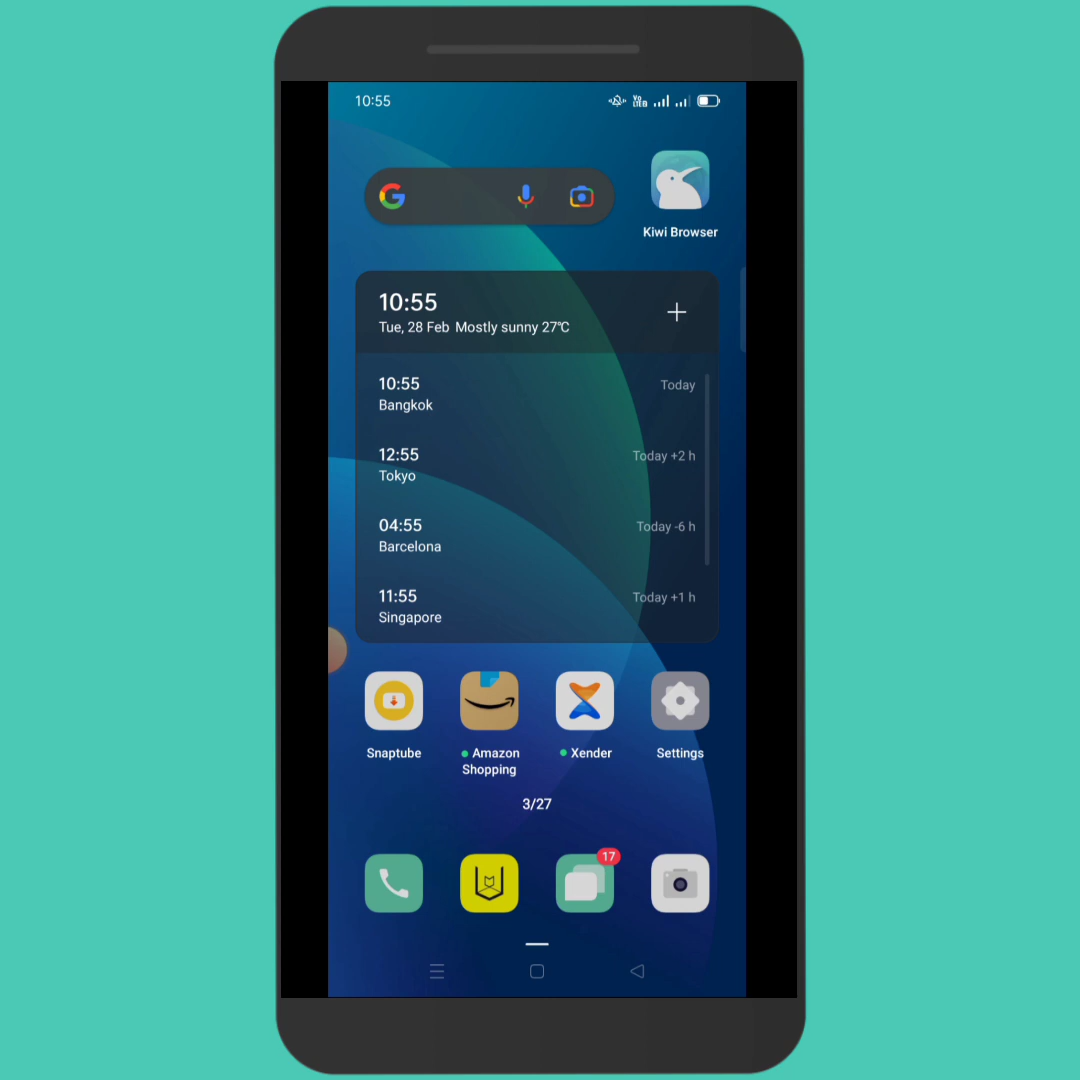 10:55
VO
LTE
Kiwi Browser
10:55
Tue, 28 Feb Mostly sunny 27°C
10:55 Today
Bangkok
12:55 Today +2 h
Tokyo
04:55 Today -6 h
Barcelona
11:55 Today +1 h
Singapore
Snaptube
Amazon
Shopping
Xender
Settings
3/27
17